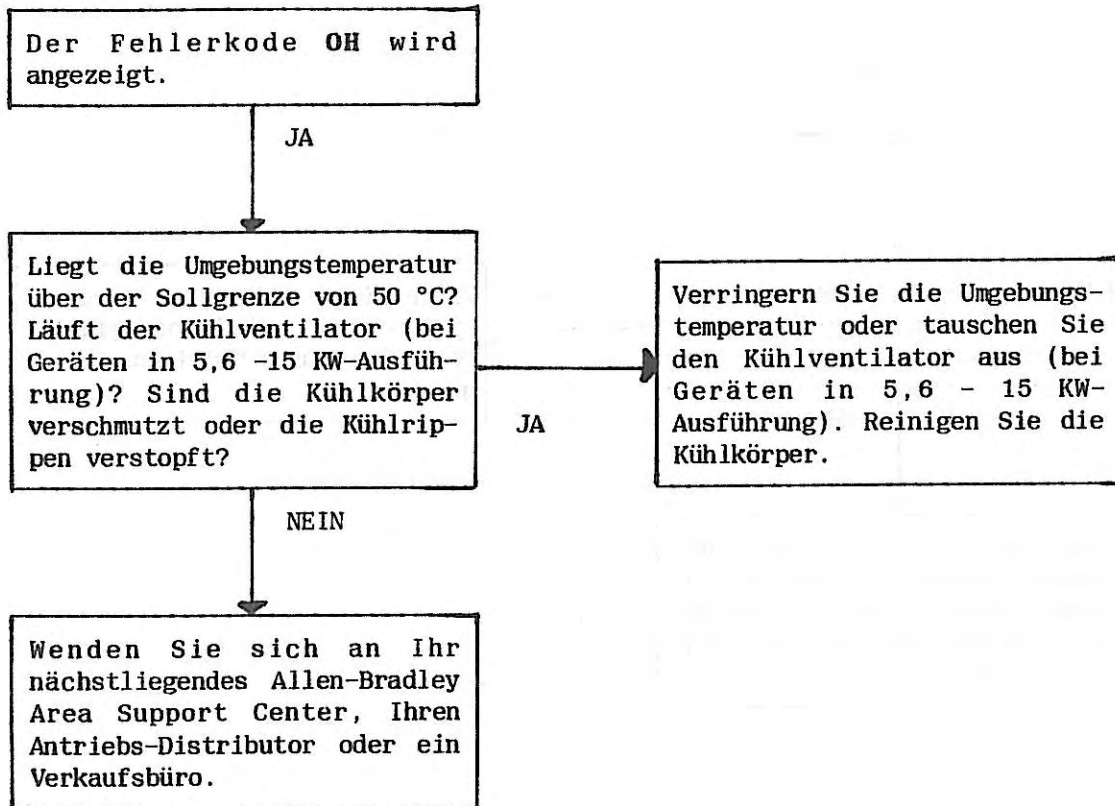 Der Fehlerkode OH wird
angezeigt.
JA
Liegt die Umgebungstemperatur
über der Sollgrenze von 50 °C?
Läuft der Kühlventilator (bei
Geräten in 5,6 -15 KW-Ausfüh-
rung)? Sind die Kühlkörper
verschmutzt oder die Kühlrip-
pen verstopft?
JA
Verringern Sie die Umgebungs-
temperatur oder tauschen Sie
den Kühlventilator aus (bei
Geräten in 5,6 - 15 KW-
Ausführung). Reinigen Sie die
Kühlkörper.
NEIN
Wenden Sie sich an Ihr
nächstliegendes Allen-Bradley
Area Support Center, Ihren
Antriebs-Distributor oder ein
Verkaufsbüro.